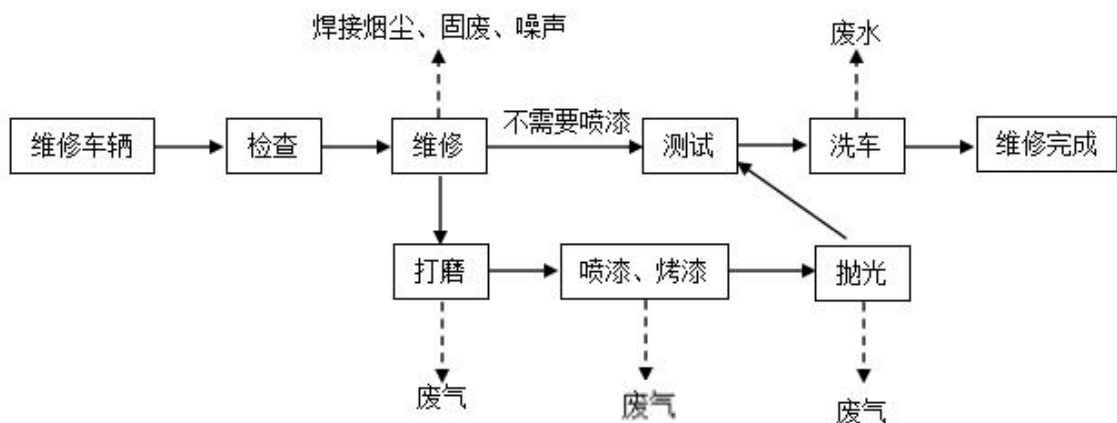 焊接烟尘、固废、噪声
废水
不需要喷漆
维修车辆
检查
维修
测试
洗车
维修完成
打磨
喷漆、烤漆
抛光
废气
废气
废气